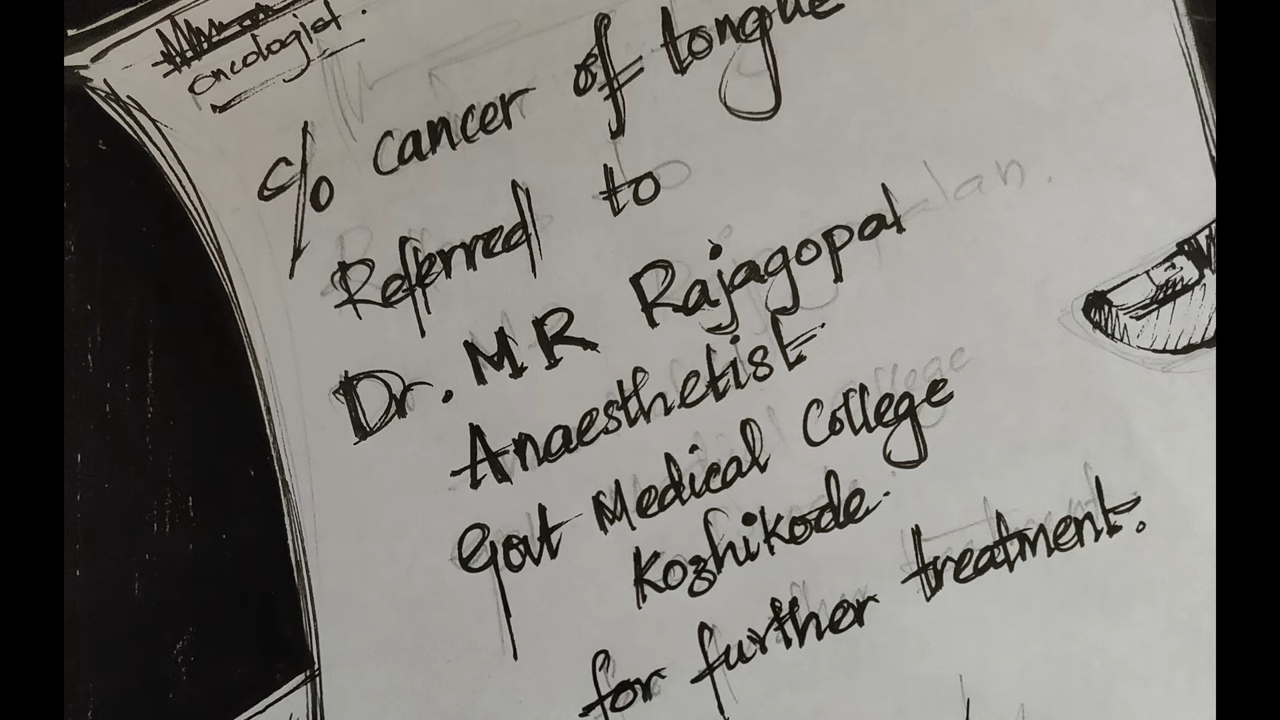 oncologist.
c/o cancer of tongue
Referred to
Dr. M R Rajagopal
Anaesthetist
Govt Medical College
Kozhikode.
for further treatment.